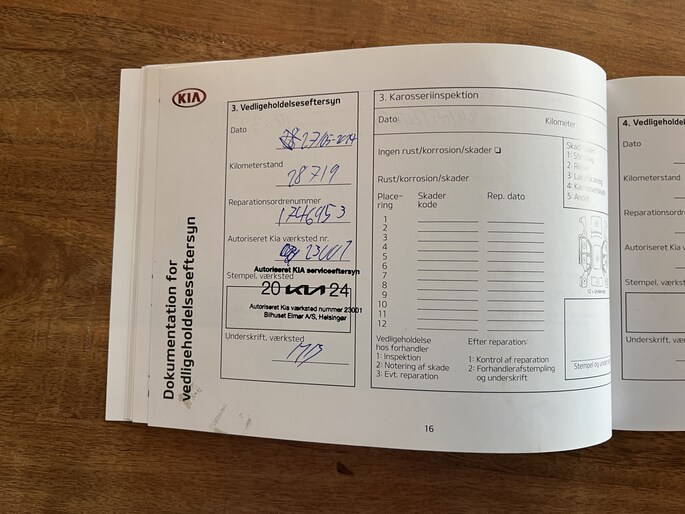 KIA
Dokumentation for
vedligeholdelseseftersyn
3. Vedligeholdelseseftersyn
Dato
27/05-2024
Kilometerstand
28719
Reparationsordrenummer
1746953
Autoriseret Kia værksted nr.
23001
Stempel, værksted
Autoriseret KIA serviceeftersyn
20 KIA 24
Autoriseret Kia værksted nummer 23001
Bilhuset Elmer A/S, Helsingør
Underskrift, værksted
3. Karosseriinspektion
Dato:
Kilometer
Ingen rust/korrosion/skader
Rust/korrosion/skader
Place-
ring
Skader
kode
Rep. dato
1
2
3
4
5
6
7
8
9
10
11
12
Vedligeholdelse
hos forhandler
1: Inspektion
2: Notering af skade
3: Evt. reparation
Efter reparation:
1: Kontrol af reparation
2: Forhandlerafstempling
og underskrift
Stempel og under
16
4. Vedligehol
Dato
Kilometerstand
Reparationsordre
Autoriseret Kia v
Stempel, værkst
Underskrift, væ